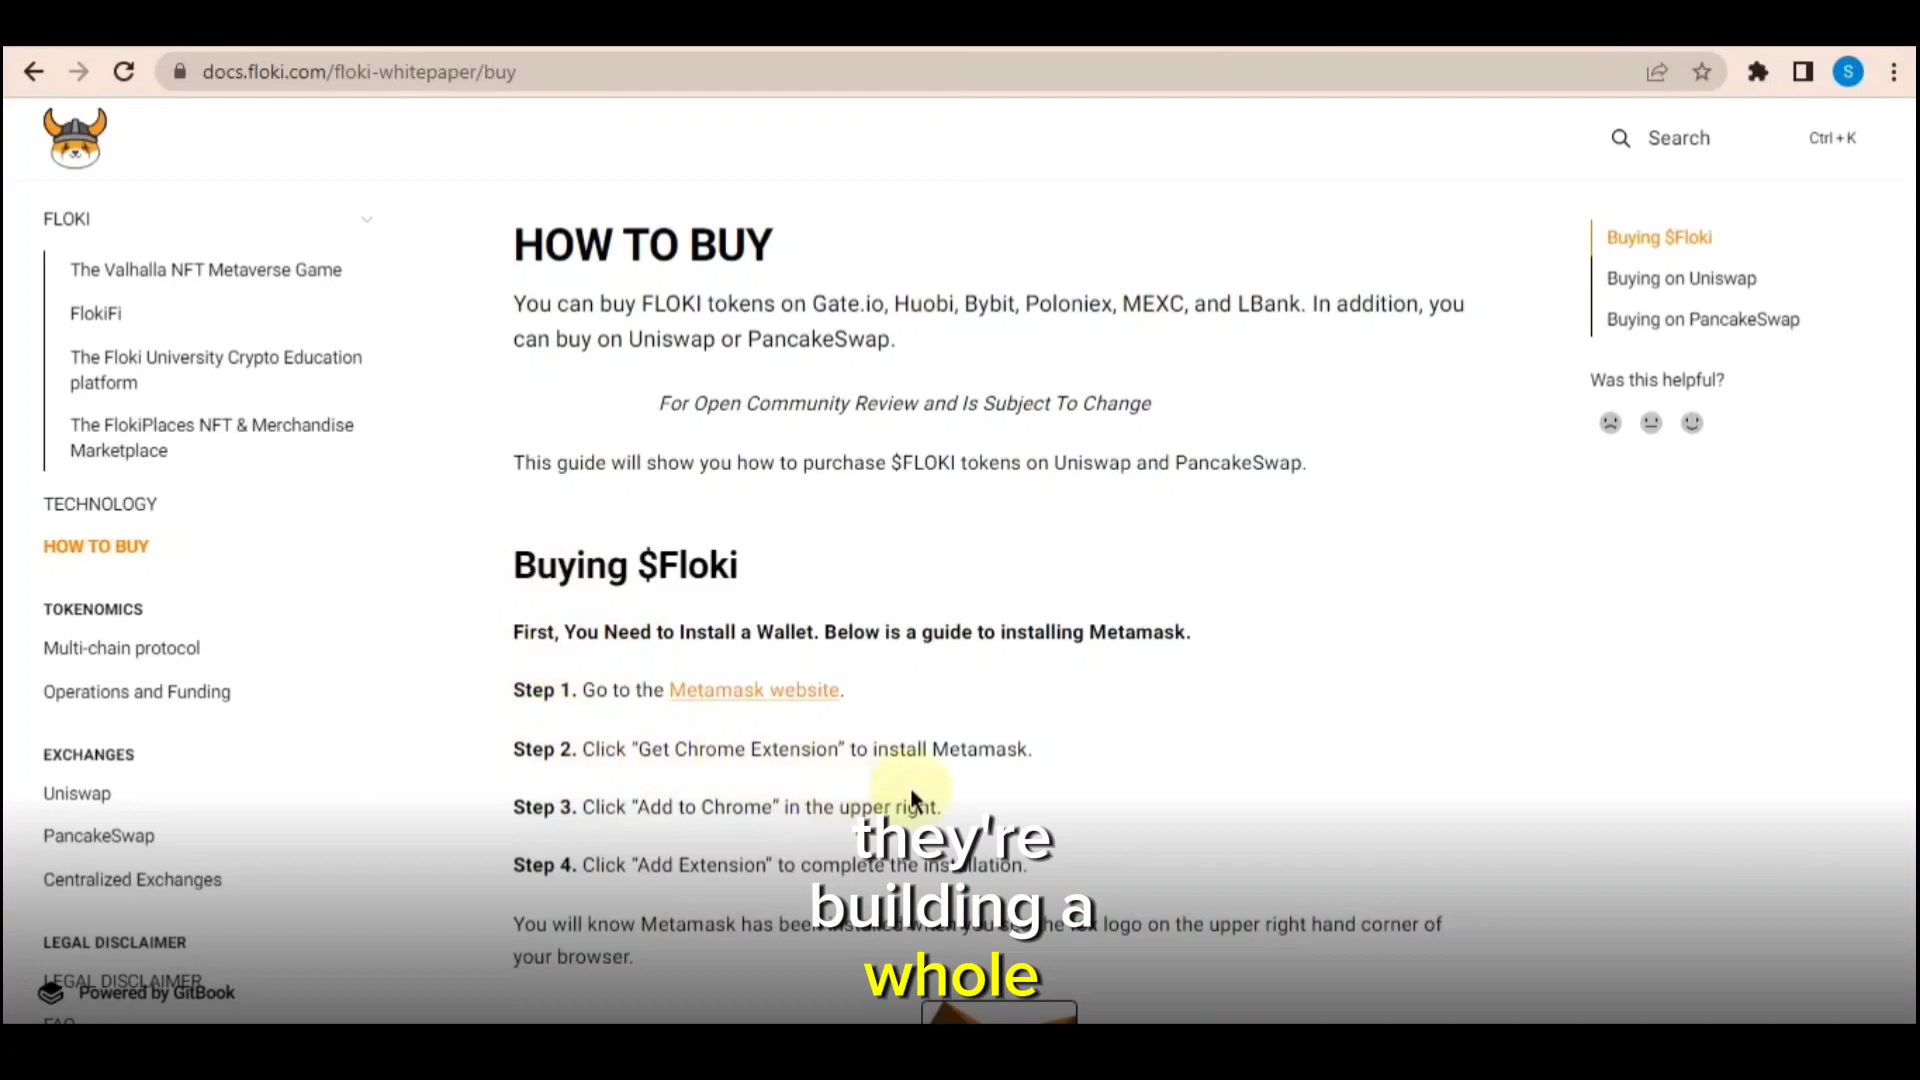 docs.floki.com/floki-whitepaper/buy
S
Search
Ctrl + K
FLOKI
The Valhalla NFT Metaverse Game
FlokiFi
The Floki University Crypto Education
platform
The FlokiPlaces NFT & Merchandise
Marketplace
TECHNOLOGY
HOW TO BUY
TOKENOMICS
Multi-chain protocol
Operations and Funding
EXCHANGES
Uniswap
PancakeSwap
Centralized Exchanges
LEGAL DISCLAIMER
LEGAL DISCLAIMER
Powered by GitBook
FAQ
HOW TO BUY
You can buy FLOKI tokens on Gate.io, Huobi, Bybit, Poloniex, MEXC, and LBank. In addition, you
can buy on Uniswap or PancakeSwap.
For Open Community Review and Is Subject To Change
This guide will show you how to purchase $FLOKI tokens on Uniswap and PancakeSwap.
Buying $Floki
First, You Need to Install a Wallet. Below is a guide to installing Metamask.
Step 1. Go to the Metamask website.
Step 2. Click “Get Chrome Extension” to install Metamask.
Step 3. Click “Add to Chrome” in the upper right.
Step 4. Click “Add Extension” to complete the installation.
You will know Metamask has been installed when you see the fox logo on the upper right hand corner of
your browser.
Buying $Floki
Buying on Uniswap
Buying on PancakeSwap
Was this helpful?
they're
building a
whole